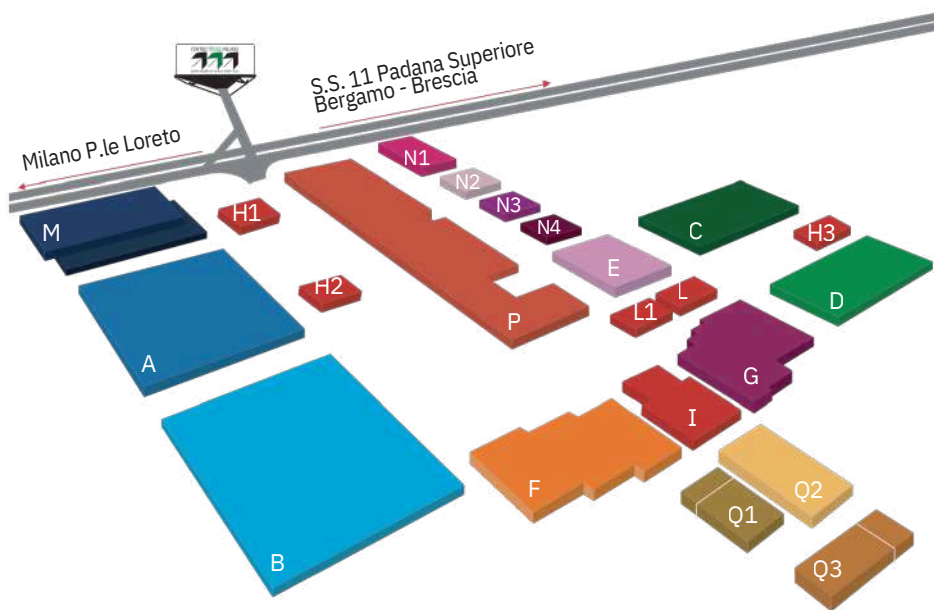 S.S. 11 Padana Superiore
Bergamo - Brescia
Milano P.le Loreto
N1
N2
N3
N4
M
H1
H2
C
H3
E
D
L
L1
P
A
G
I
F
Q2
Q1
B
Q3